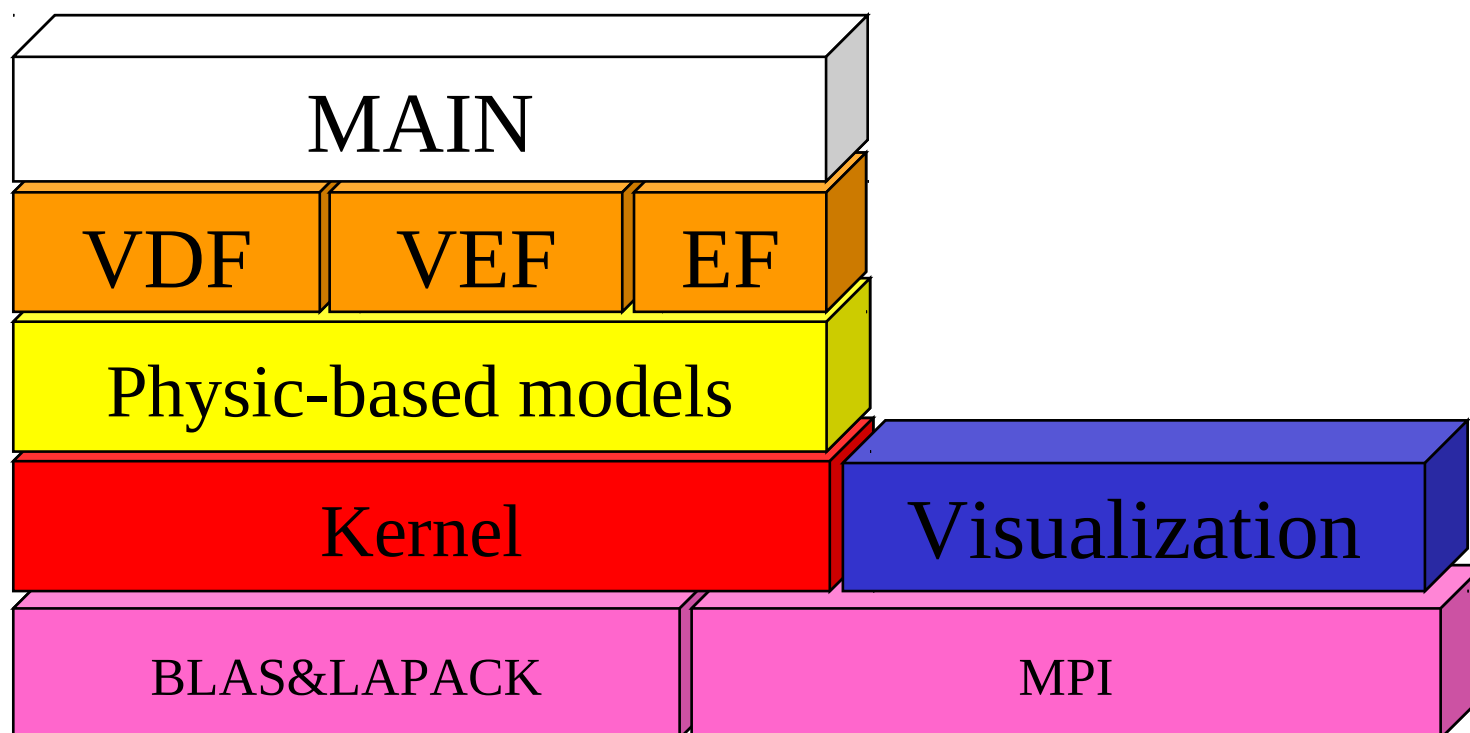 MAIN
VDF VEF EF
Physic-based models
Kernel Visualization
BLAS&LAPACK MPI